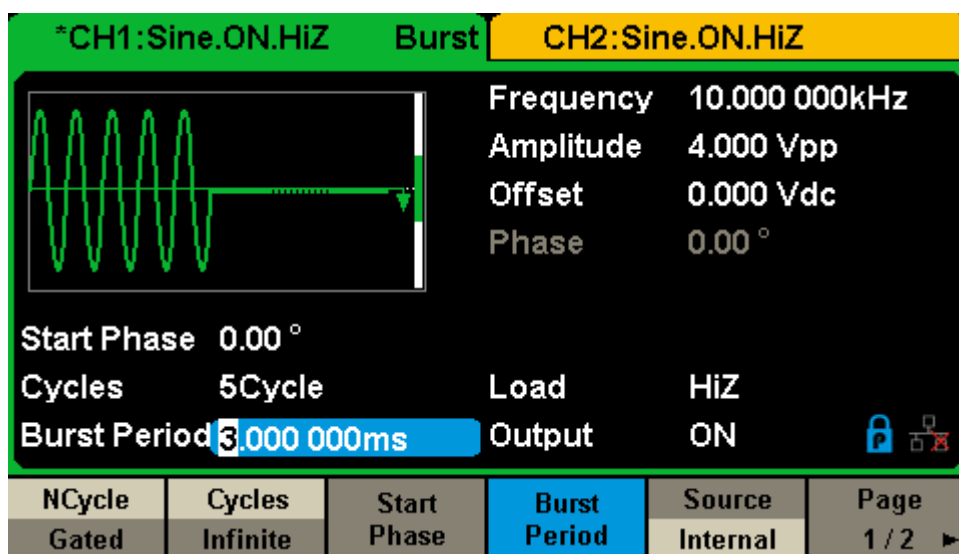 *CH1:Sine.ON.HiZ Burst CH2:Sine.ON.HiZ
Frequency 10.000 000kHz
Amplitude 4.000 Vpp
Offset 0.000 Vdc
Phase 0.00 °
Start Phase 0.00 °
Cycles 5Cycle Load HiZ
Burst Period 3.000 000ms Output ON P
NCycle Cycles Start Burst Source Page
Gated Infinite Phase Period Internal 1/2 ►